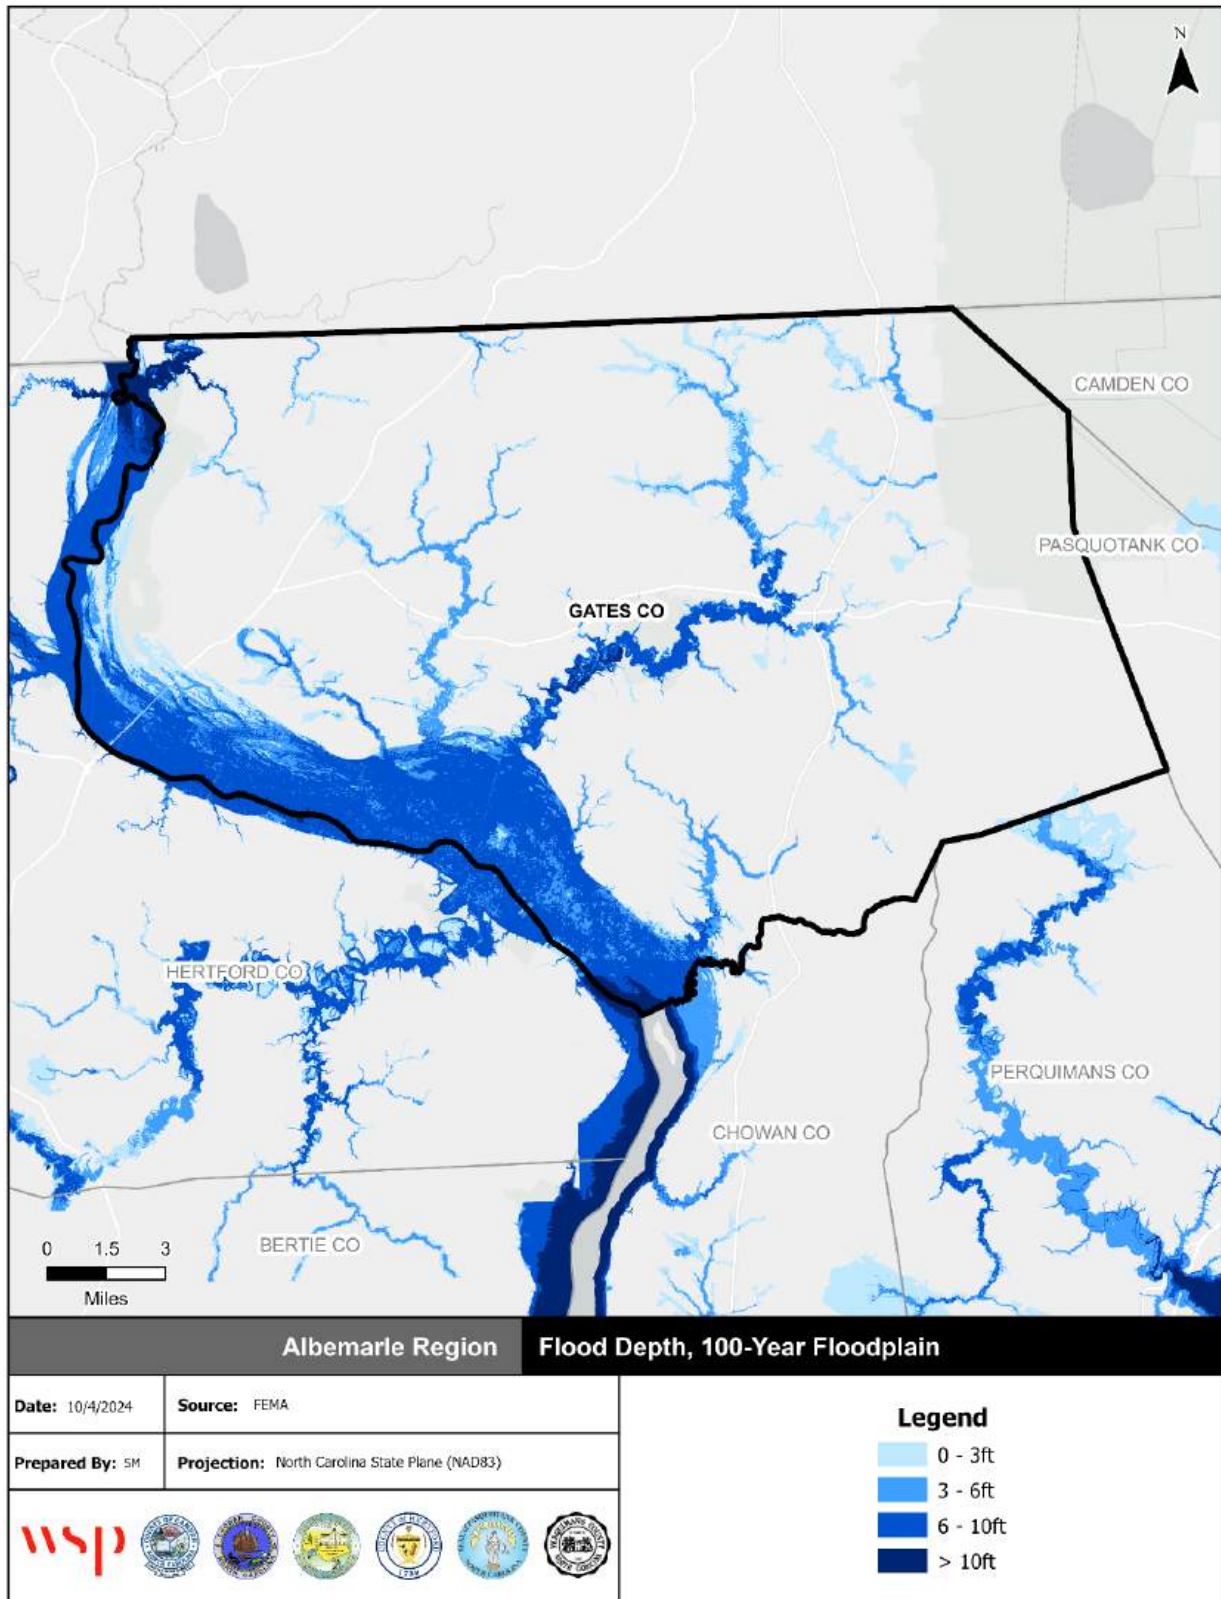 N
CAMDEN CO
PASQUOTANK CO
GATES CO
HERTFORD CO
PERQUIMANS CO
CHOWAN CO
BERTIE CO
0 1.5 3
Miles
Albemarle Region Flood Depth, 100-Year Floodplain
Date: 10/4/2024 Source: FEMA
Prepared By: SM Projection: North Carolina State Plane (NAD83)
Legend
0 - 3ft
3 - 6ft
6 - 10ft
> 10ft
wsp